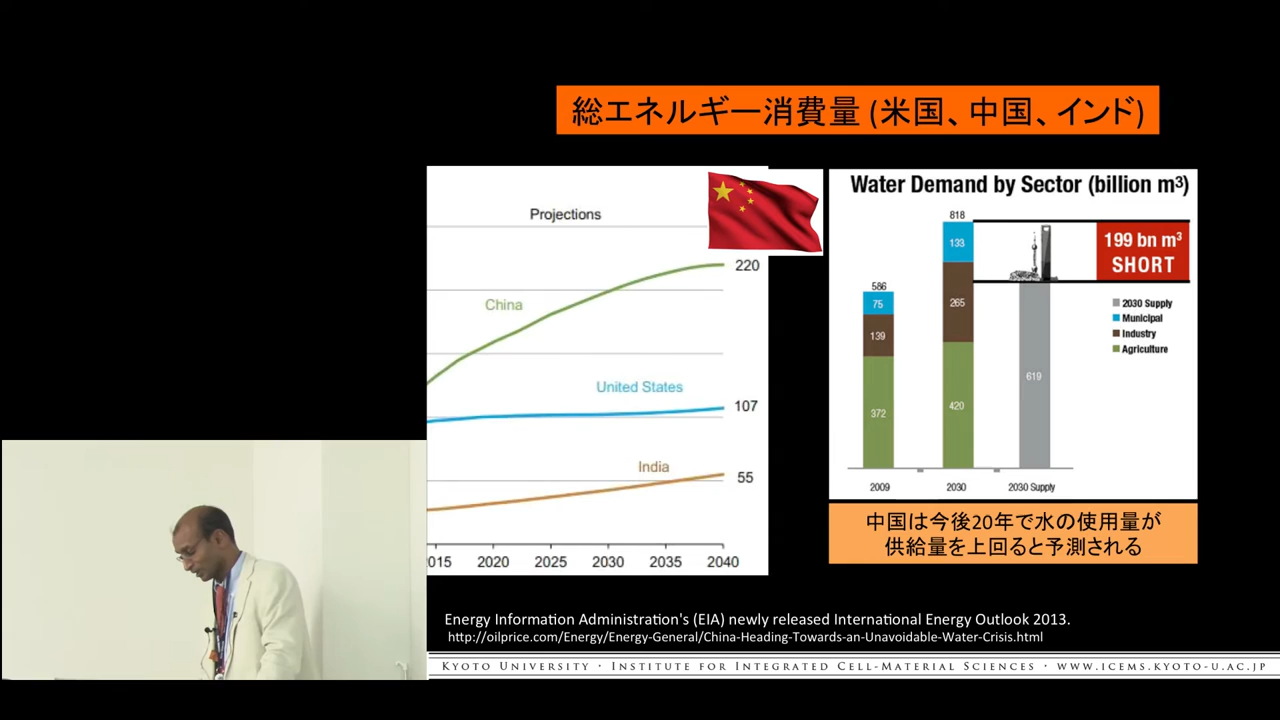 総エネルギー消費量 (米国、中国、インド)
Projections
220
China
United States
107
India
55
015 2020 2025 2030 2035 2040
Water Demand by Sector (billion m³)
818
133
199 bn m³
SHORT
586
75
265
139
2030 Supply
Municipal
Industry
Agriculture
619
420
372
2009 2030 2030 Supply
中国は今後20年で水の使用量が
供給量を上回ると予測される
Energy Information Administration's (EIA) newly released International Energy Outlook 2013.
http://oilprice.com/Energy/Energy-General/China-Heading-Towards-an-Unavoidable-Water-Crisis.html
KYOTO UNIVERSITY · INSTITUTE FOR INTEGRATED CELL-MATERIAL SCIENCES · WWW.ICEMS.KYOTO-U.AC.JP